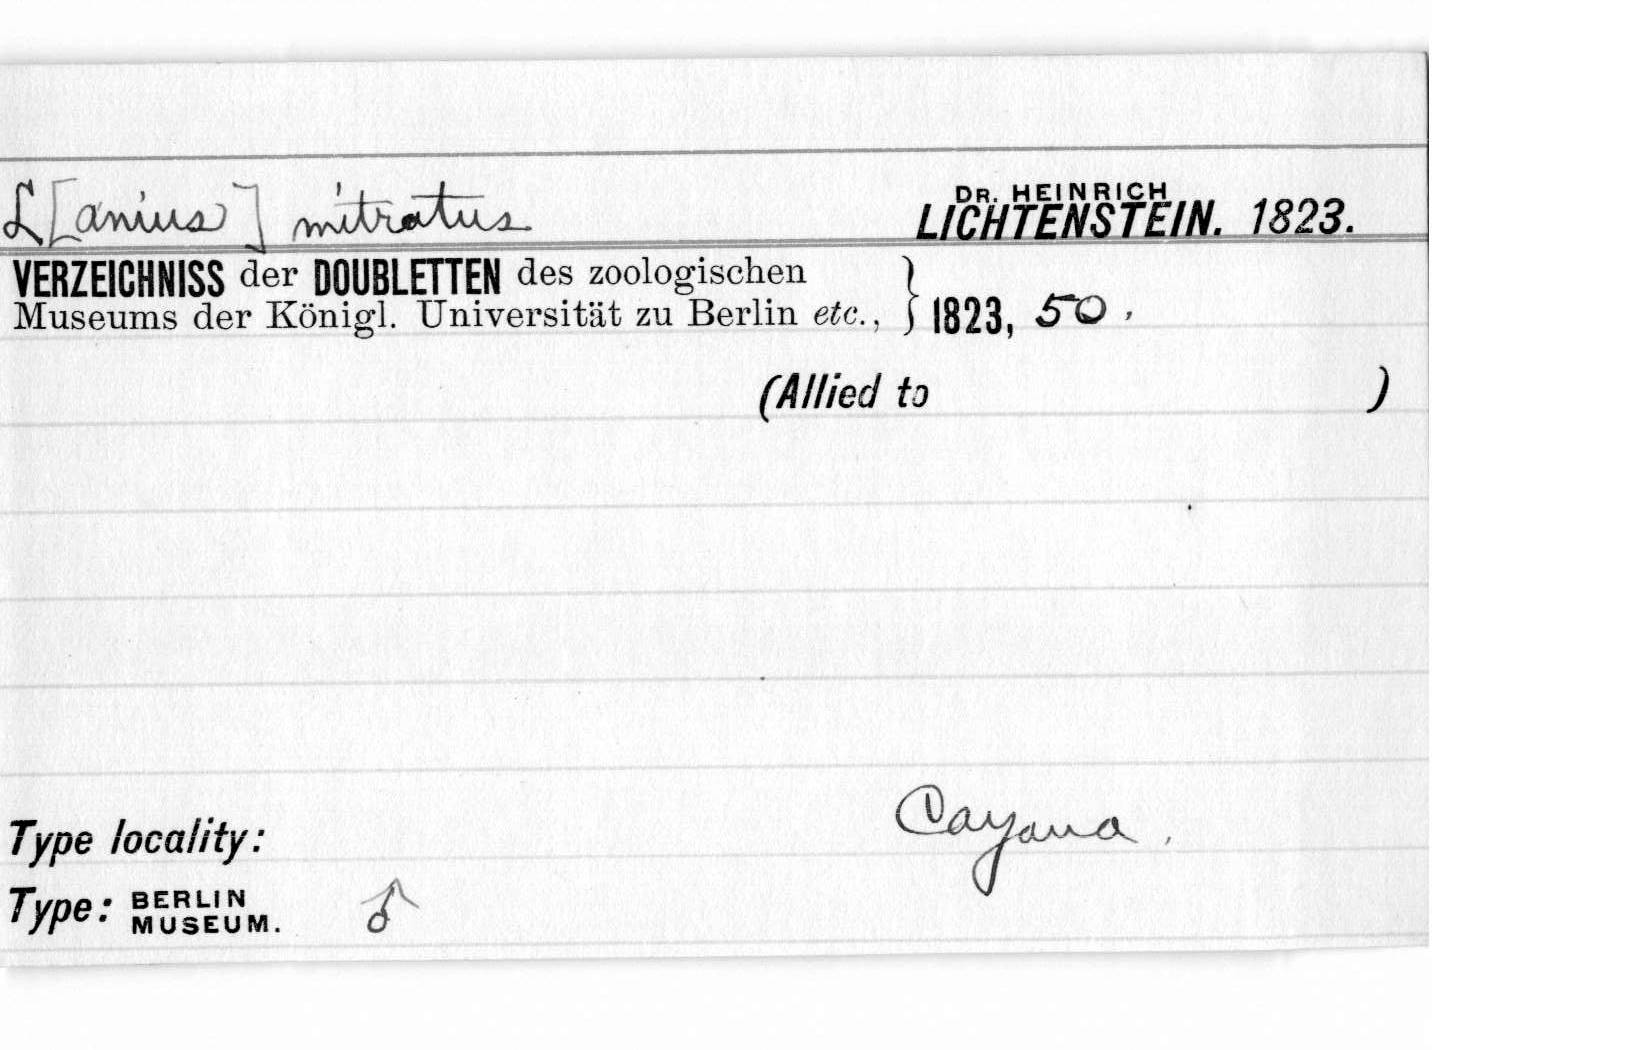 L[anius] mitratus
DR. HEINRICH
LICHTENSTEIN. 1823.
VERZEICHNISS der DOUBLETTEN des zoologischen
Museums der Königl. Universität zu Berlin etc., } 1823, 50.
(Allied to )
Type locality: Cayana.
Type: BERLIN MUSEUM. ♂